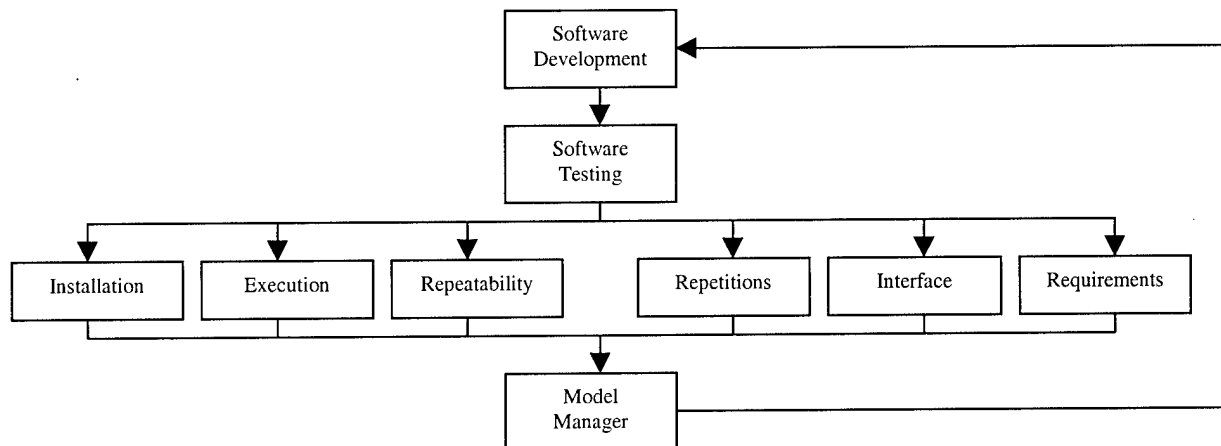 Software
Development
Software
Testing
Installation
Execution
Repeatability
Repetitions
Interface
Requirements
Model
Manager